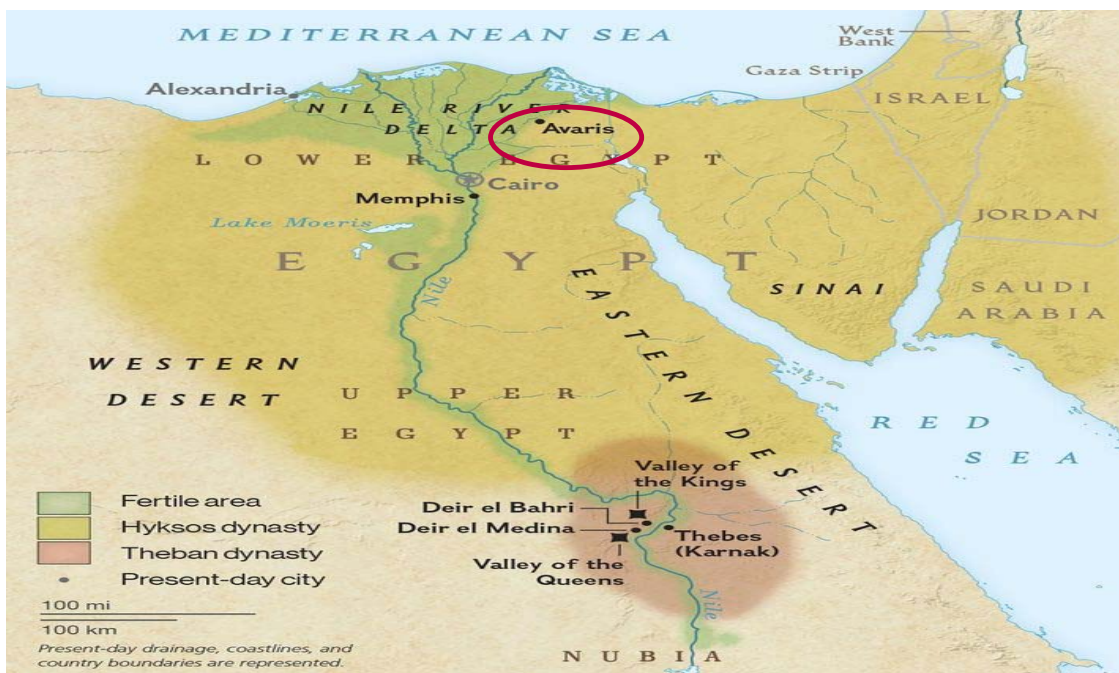 MEDITERRANEAN SEA
West
Bank
Gaza Strip
Alexandria
ISRAEL
NILE RIVER
DELTA
Avaris
LOWER EGYPT
Cairo
Memphis
Lake Moeris
JORDAN
EGYPT
SINAI
SAUDI
ARABIA
Nile
EASTERN DESERT
WESTERN
DESERT
UPPER
EGYPT
RED
SEA
Valley of
the Kings
Deir el Bahri
Deir el Medina
Thebes
(Karnak)
Valley of the
Queens
Nile
NUBIA
Fertile area
Hyksos dynasty
Theban dynasty
Present-day city
100 mi
100 km
Present-day drainage, coastlines, and
country boundaries are represented.